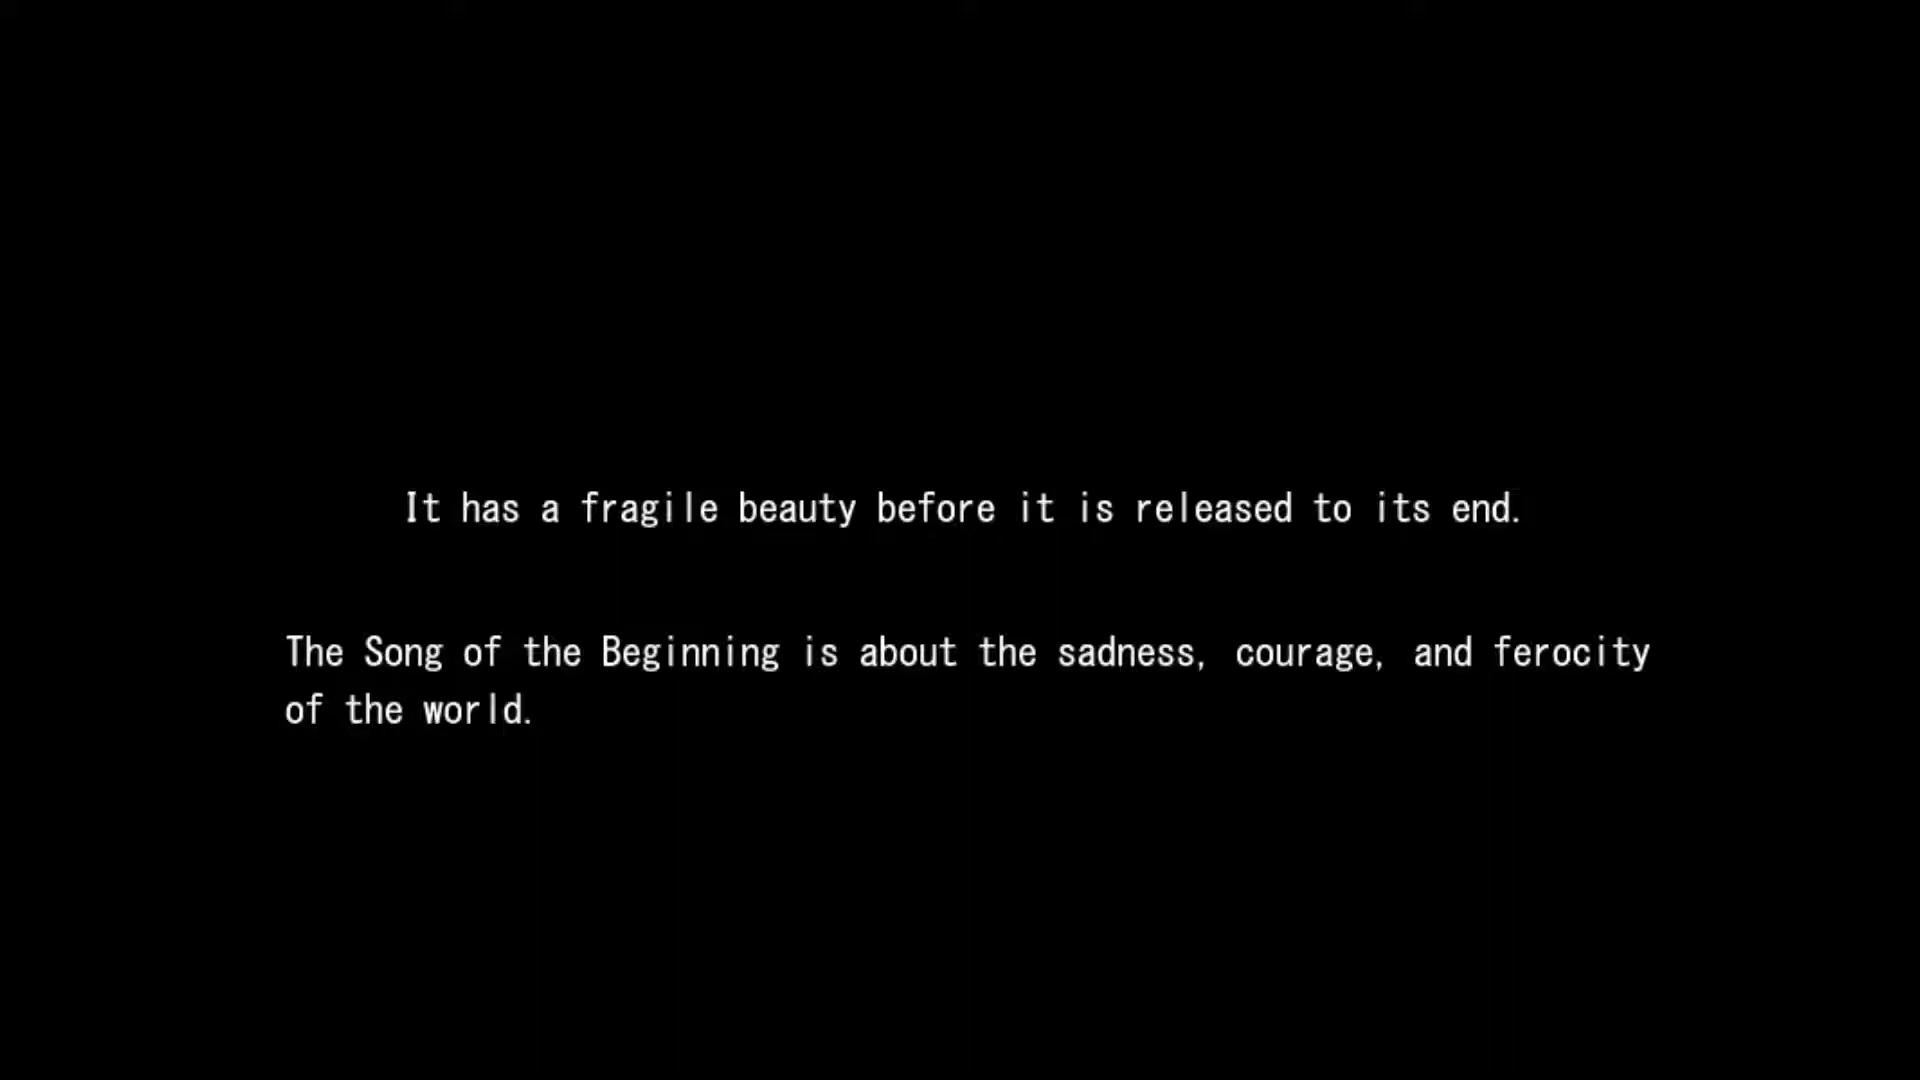 It has a fragile beauty before it is released to its end.
The Song of the Beginning is about the sadness, courage, and ferocity
of the world.